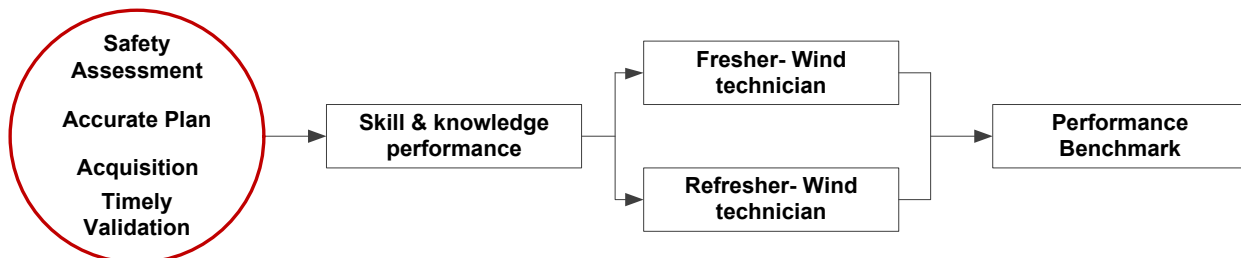 Safety
Assessment
Accurate Plan
Acquisition
Timely
Validation
Skill & knowledge
performance
Fresher- Wind
technician
Refresher- Wind
technician
Performance
Benchmark